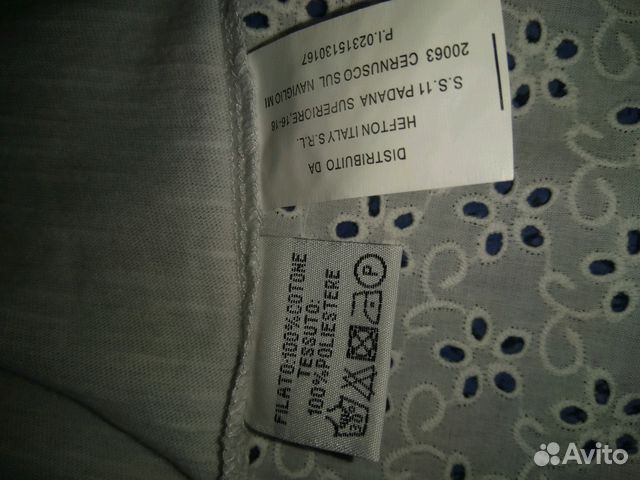 DISTRIBUITO DA
HEFTON ITALY S.R.L.
S.S.11 PADANA SUPERIORE,16-18
20063 CERNUSCO SUL NAVIGLIO MI
P.I.02315130167
FILATO:100%COTONE
TESSUTO:
100%POLIESTERE
30°
P
Avito